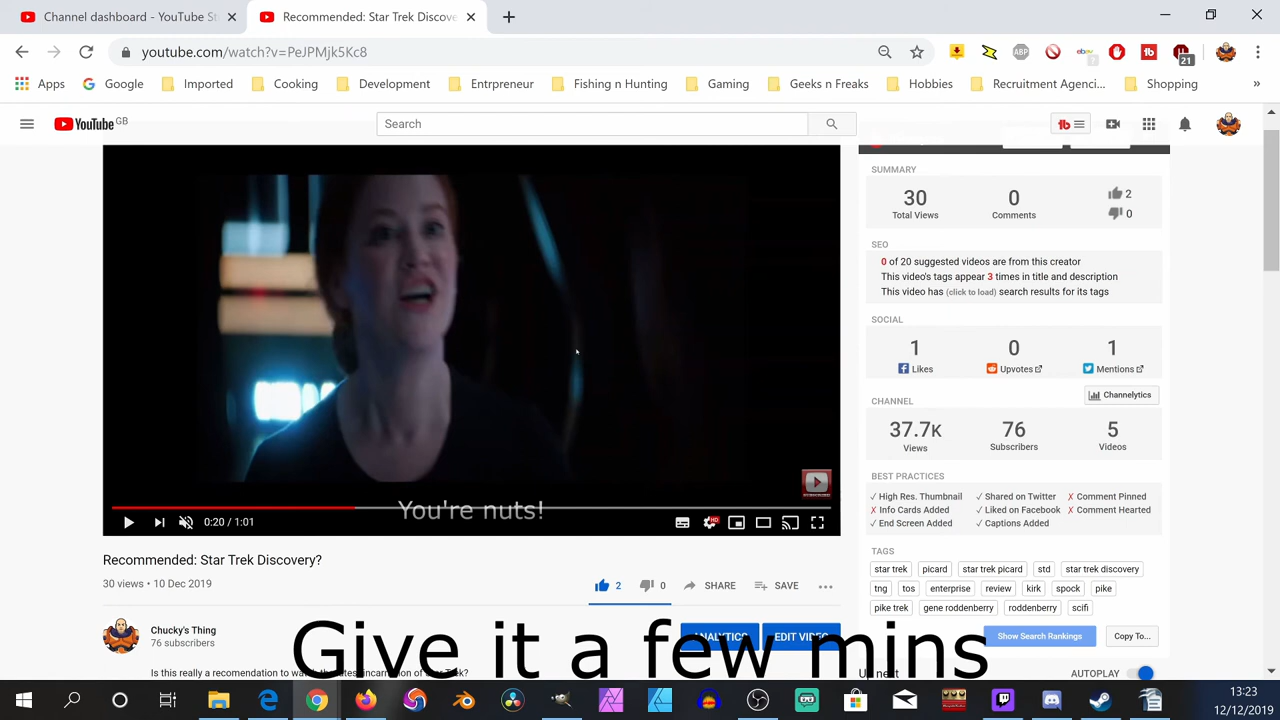 Channel dashboard - YouTube St
Recommended: Star Trek Discove
youtube.com/watch?v=PeJPMjk5Kc8
ABP
ebay
7
21
Apps
Google
Imported
Cooking
Development
Entrpreneur
Fishing n Hunting
Gaming
Geeks n Freaks
Hobbies
Recruitment Agenci...
Shopping
»
YouTube GB
Search
SUMMARY
30
Total Views
0
Comments
2
0
SEO
0 of 20 suggested videos are from this creator
This video's tags appear 3 times in title and description
This video has (click to load) search results for its tags
SOCIAL
1
Likes
0
Upvotes
1
Mentions
CHANNEL
Channelytics
37.7K
Views
76
Subscribers
5
Videos
BEST PRACTICES
✓ High Res. Thumbnail
✓ Shared on Twitter
✗ Comment Pinned
✗ Info Cards Added
✓ Liked on Facebook
✗ Comment Hearted
✓ End Screen Added
✓ Captions Added
TAGS
star trek
picard
star trek picard
std
star trek discovery
tng
tos
enterprise
review
kirk
spock
pike
pike trek
gene roddenberry
roddenberry
scifi
Show Search Rankings
Copy To...
You're nuts!
0:20 / 1:01
HD
Recommended: Star Trek Discovery?
30 views • 10 Dec 2019
2
0
SHARE
SAVE
Chucky's Thing
76 subscribers
ANALYTICS
EDIT VIDEO
Give it a few mins
AUTOPLAY
13:23
12/12/2019